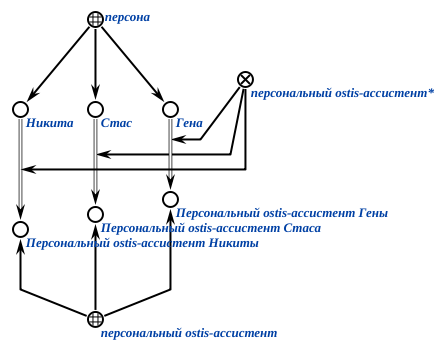 персона
персональный ostis-ассистент*
Никита
Стас
Гена
Персональный ostis-ассистент Гены
Персональный ostis-ассистент Стаса
Персональный ostis-ассистент Никиты
персональный ostis-ассистент